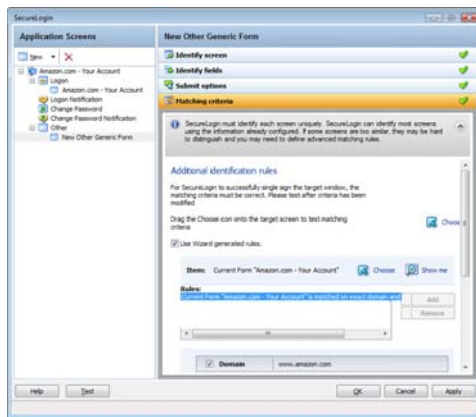 SecureLogin
Application Screens
New
Amazon.com - Your Account
Logon
Amazon.com - Your Account
Logon Notification
Change Password
Change Password Notification
Other
New Other Generic Form
New Other Generic Form
Identify screen
Identify fields
Submit options
Matching criteria
SecureLogin must identify each screen uniquely. SecureLogin can identify most screens
using the information already configured. If some screens are too similar, they may be hard
to distinguish and you may need to define advanced matching rules.
Additional identification rules
For SecureLogin to successfully single sign the target window, the
matching criteria must be correct. Please test after criteria has been
modified
Drag the Choose icon onto the target screen to test matching
criteria
Choose
Use Wizard generated rules.
Item: Current Form "Amazon.com - Your Account" Choose Show me
Rules:
Current Form "Amazon.com - Your Account" is matched on exact domain and
Add
Remove
Domain www.amazon.com
Help Test OK Cancel Apply